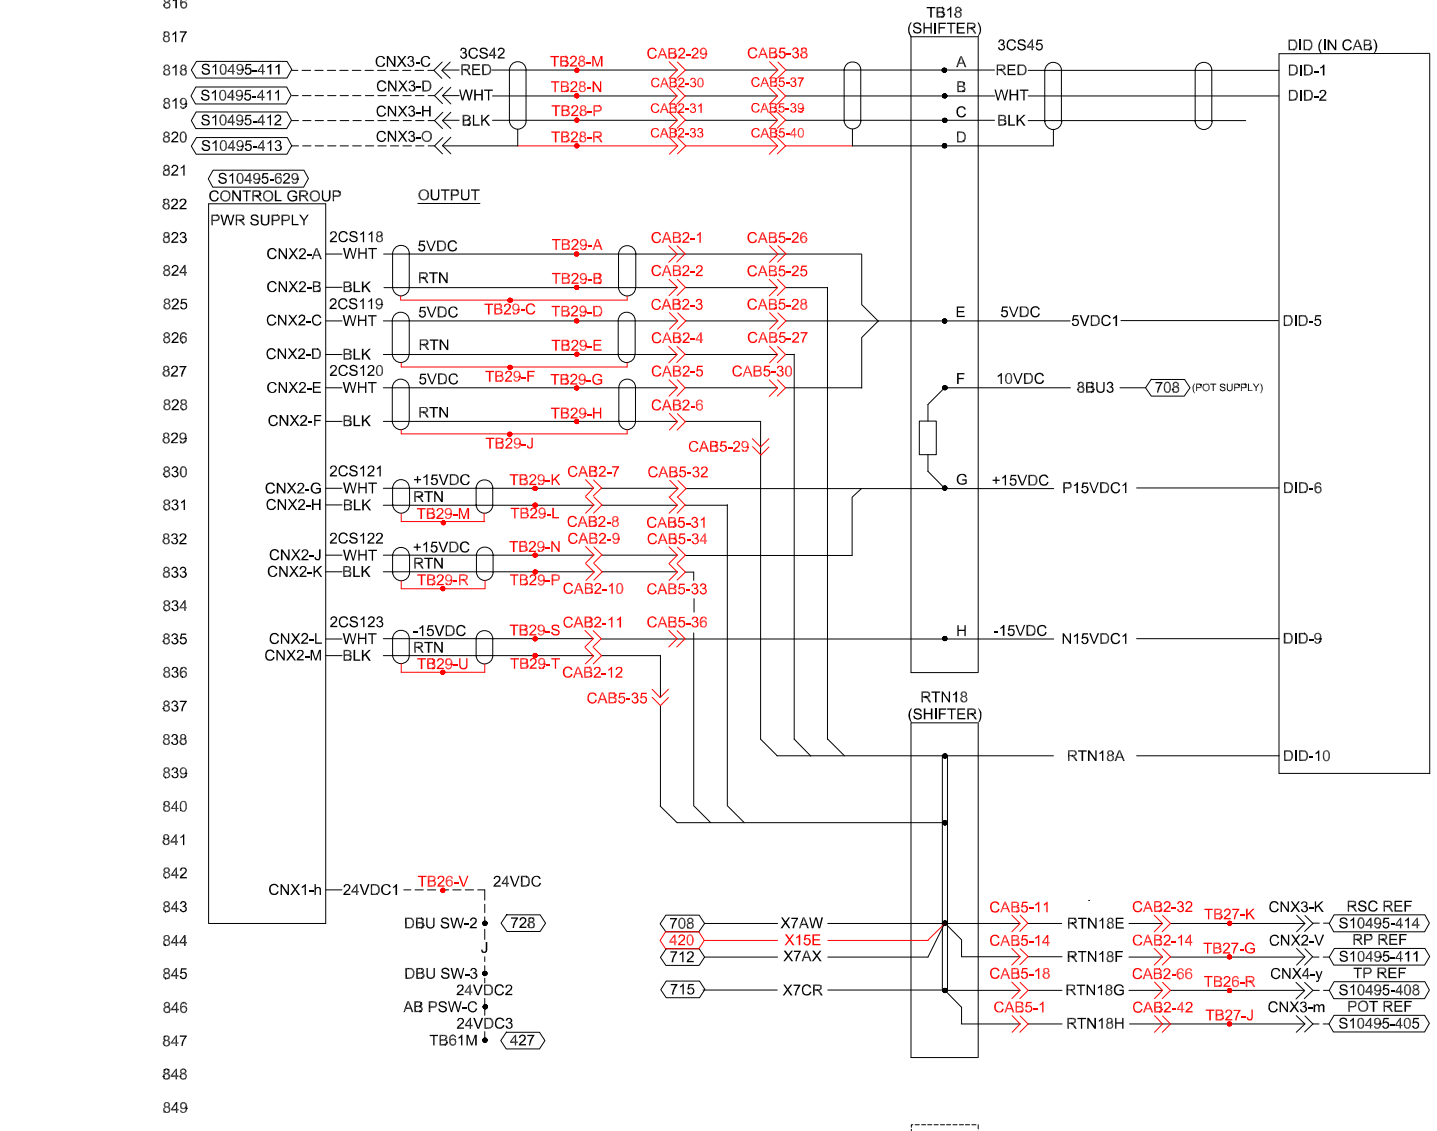 816
TB18
817
(SHIFTER)
3CS42 CAB2-29 CAB5-38 3CS45 DID (IN CAB)
818 S10495-411 CNX3-C RED TB28-M A RED DID-1
819 S10495-411 CNX3-D WHT TB28-N CAB2-30 CAB5-37 B WHT DID-2
S10495-412 CNX3-H BLK TB28-P CAB2-31 CAB5-39 C BLK
820 S10495-413 CNX3-O TB28-R CAB2-33 CAB5-40 D
821 S10495-629
CONTROL GROUP OUTPUT
822
PWR SUPPLY
823 2CS118 CAB2-1 CAB5-26
CNX2-A WHT 5VDC TB29-A
824 CAB2-2 CAB5-25
CNX2-B BLK RTN TB29-B
825 2CS119 TB29-C CAB2-3 CAB5-28
CNX2-C WHT 5VDC TB29-D E 5VDC 5VDC1 DID-5
826 CAB2-4 CAB5-27
CNX2-D BLK RTN TB29-E
827 2CS120 TB29-F CAB2-5 CAB5-30
CNX2-E WHT 5VDC TB29-G F 10VDC 8BU3 708 (POT SUPPLY)
828 CAB2-6
CNX2-F BLK RTN TB29-H
829 TB29-J CAB5-29
830 2CS121 CAB2-7 CAB5-32
CNX2-G WHT +15VDC TB29-K G +15VDC P15VDC1 DID-6
831 CNX2-H BLK RTN TB29-M TB29-L
CAB2-8 CAB5-31
832 2CS122 CAB2-9 CAB5-34
CNX2-J WHT +15VDC TB29-N
833 CNX2-K BLK RTN TB29-R TB29-P
CAB2-10 CAB5-33
834
2CS123 CAB2-11 CAB5-36
835 CNX2-L WHT -15VDC TB29-S H -15VDC N15VDC1 DID-9
CNX2-M BLK RTN TB29-U TB29-T
836 CAB2-12
837 CAB5-35 RTN18
(SHIFTER)
838
RTN18A DID-10
839
840
841
842
CNX1-h 24VDC1 TB26-V 24VDC
843 CAB5-11 CAB2-32 CNX3-K RSC REF
DBU SW-2 728 708 X7AW RTN18E TB27-K S10495-414
844 420 X15E CAB5-14 CAB2-14 CNX2-V RP REF
J 712 X7AX RTN18F TB27-G S10495-411
845 DBU SW-3 CAB5-18 CAB2-66 CNX4-y TP REF
24VDC2 715 X7CR RTN18G TB26-R S10495-408
846 AB PSW-C CAB5-1 CAB2-42 CNX3-m POT REF
24VDC3 RTN18H TB27-J S10495-405
847 TB61M 427
848
849